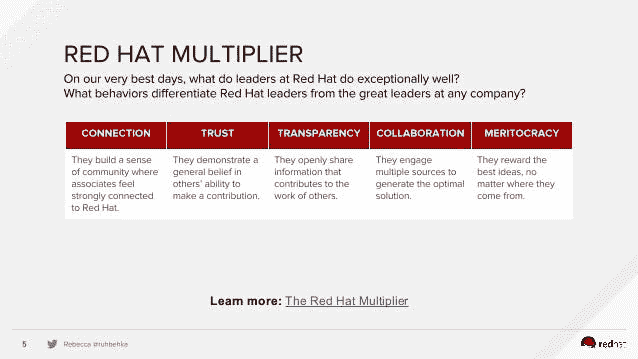 RED HAT MULTIPLIER
On our very best days, what do leaders at Red Hat do exceptionally well?
What behaviors differentiate Red Hat leaders from the great leaders at any company?
CONNECTION
They build a sense
of community where
associates feel
strongly connected
to Red Hat.
TRUST
They demonstrate a
general belief in
others' ability to
make a contribution.
TRANSPARENCY
They openly share
information that
contributes to the
work of others.
COLLABORATION
They engage
multiple sources to
generate the optimal
solution.
MERITOCRACY
They reward the
best ideas, no
matter where they
come from.
Learn more: The Red Hat Multiplier
5
Rebecca @ruhbehka
redhat